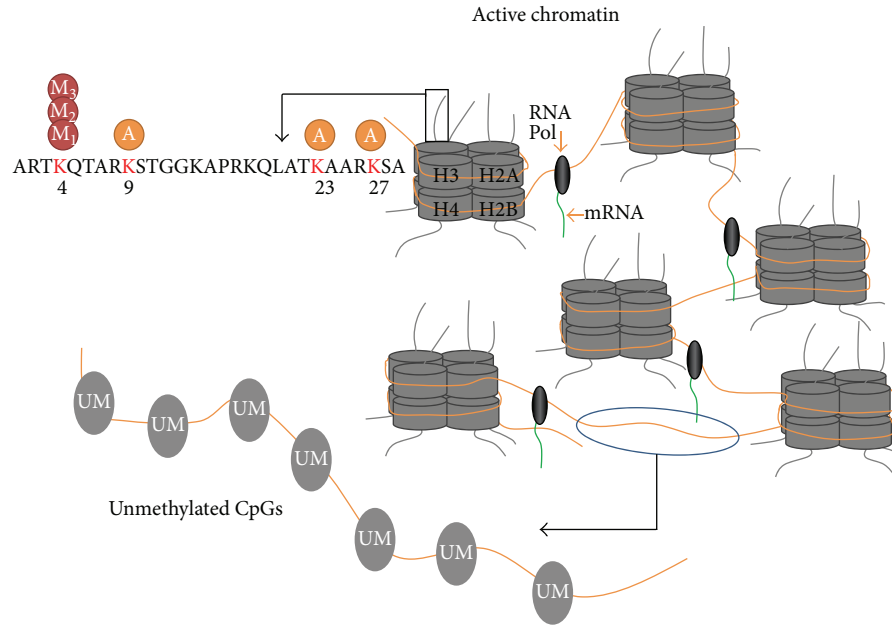 Active chromatin
M3
M2
M1
A
A
A
RNA
Pol
ARTKQTARKSTGGKAPRKQLATKAARKSA
4
9
23
27
H3
H2A
H4
H2B
mRNA
UM
UM
UM
UM
Unmethylated CpGs
UM
UM
UM